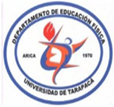 DEPARTAMENTO DE EDUCACIÓN FÍSICA
ARICA 1970
UNIVERSIDAD DE TARAPACÁ